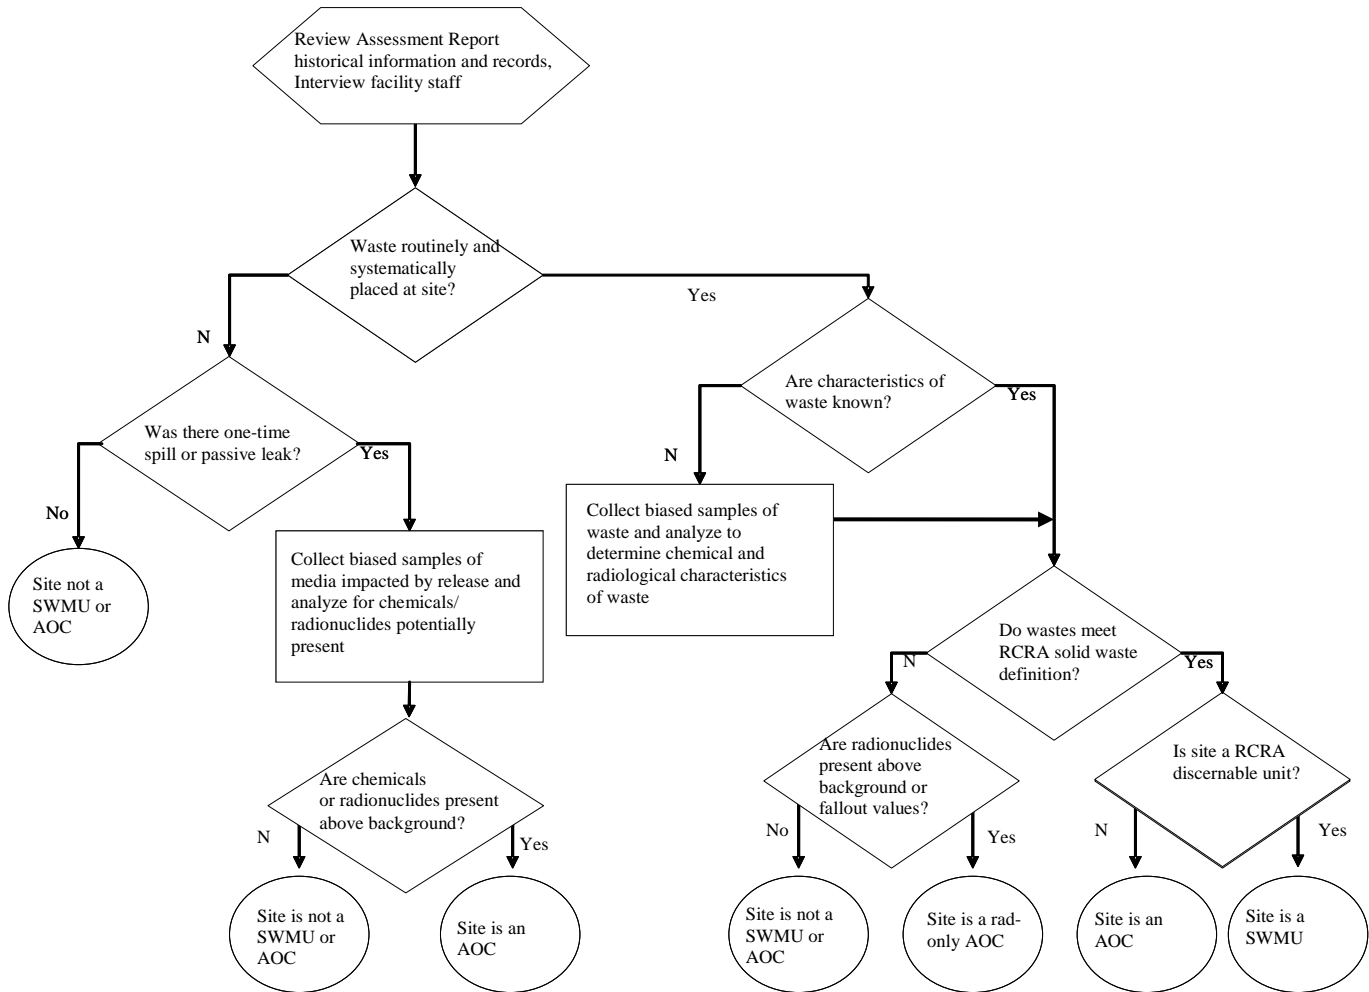 Review Assessment Report
historical information and records,
Interview facility staff
Waste routinely and
systematically
placed at site?
Yes
N
Are characteristics of
waste known?
Yes
N
Was there one-time
spill or passive leak?
Yes
No
Collect biased samples of
waste and analyze to
determine chemical and
radiological characteristics
of waste
Collect biased samples of
media impacted by release and
analyze for chemicals/
radionuclides potentially
present
Site not a
SWMU or
AOC
Do wastes meet
RCRA solid waste
definition?
N
Yes
Are radionuclides
present above
background or
fallout values?
Is site a RCRA
discernable unit?
Are chemicals
or radionuclides present
above background?
N
Yes
No
Yes
N
Yes
Site is not a
SWMU or
AOC
Site is an
AOC
Site is not a
SWMU or
AOC
Site is a rad-
only AOC
Site is an
AOC
Site is a
SWMU